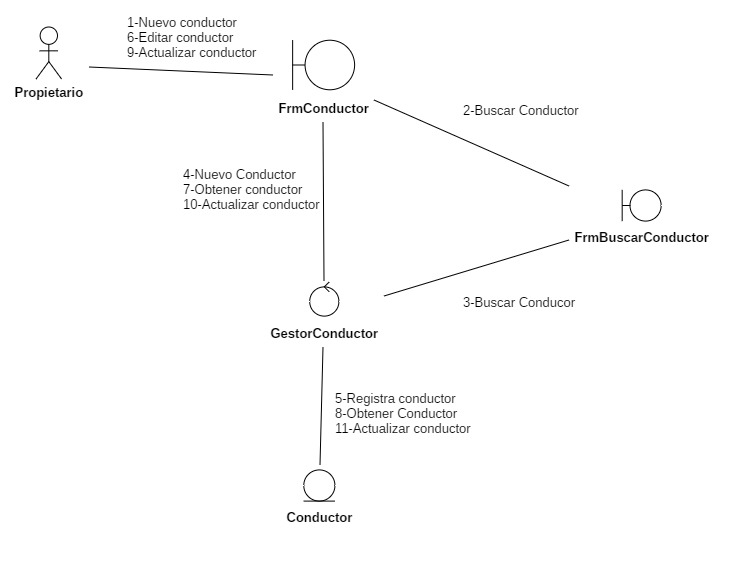 1-Nuevo conductor
6-Editar conductor
9-Actualizar conductor
Propietario
FrmConductor
2-Buscar Conductor
4-Nuevo Conductor
7-Obtener conductor
10-Actualizar conductor
FrmBuscarConductor
3-Buscar Conducor
GestorConductor
5-Registra conductor
8-Obtener Conductor
11-Actualizar conductor
Conductor